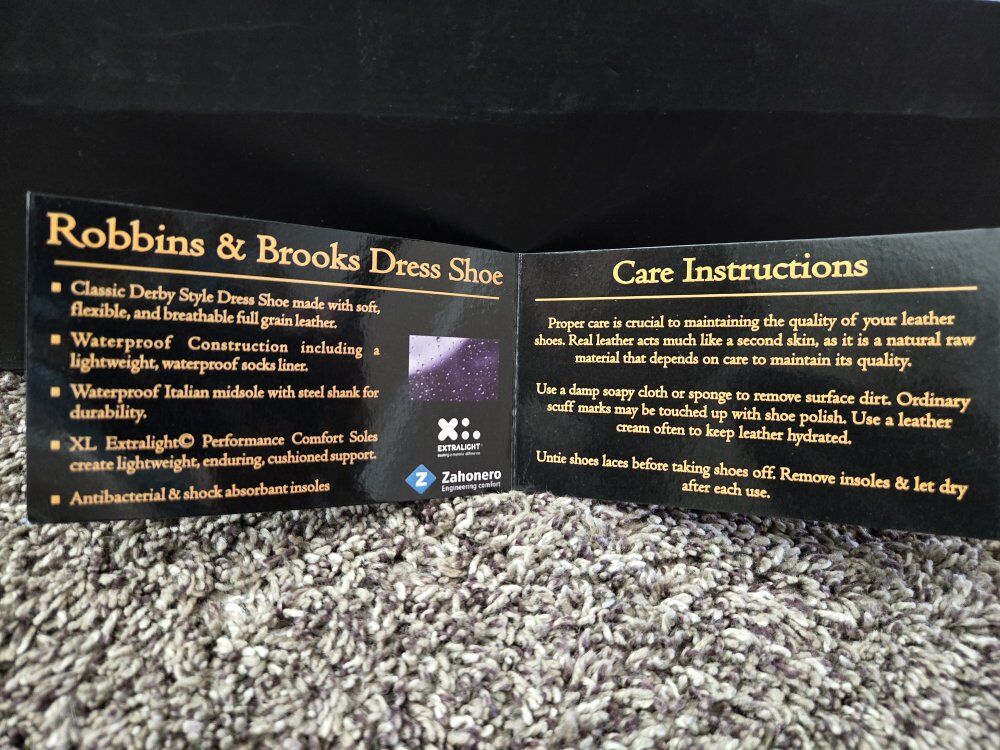 Robbins & Brooks Dress Shoe
▪ Classic Derby Style Dress Shoe made with soft,
flexible, and breathable full grain leather.
▪ Waterproof Construction including a
lightweight, waterproof socks liner.
▪ Waterproof Italian midsole with steel shank for
durability.
▪ XL Extralight© Performance Comfort Soles
create lightweight, enduring, cushioned support.
▪ Antibacterial & shock absorbant insoles
EXTRALIGHT
Zahonero
Engineering comfort
Care Instructions
Proper care is crucial to maintaining the quality of your leather
shoes. Real leather acts much like a second skin, as it is a natural raw
material that depends on care to maintain its quality.
Use a damp soapy cloth or sponge to remove surface dirt. Ordinary
scuff marks may be touched up with shoe polish. Use a leather
cream often to keep leather hydrated.
Untie shoes laces before taking shoes off. Remove insoles & let dry
after each use.